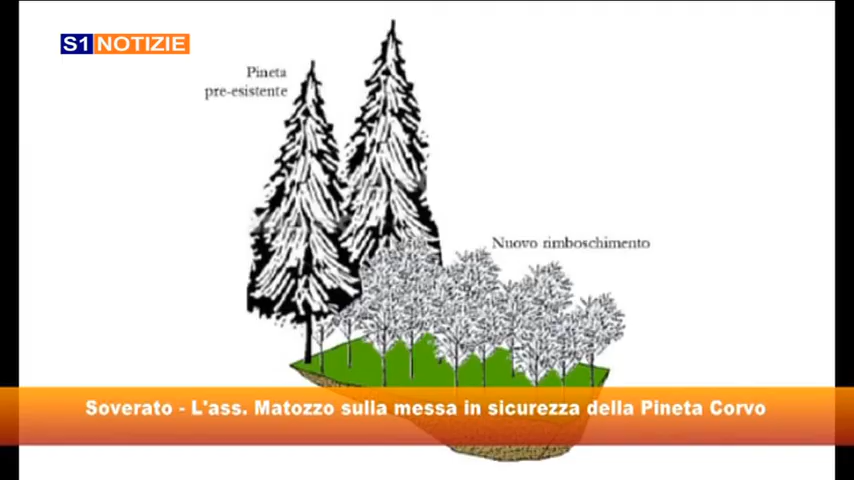 S1 NOTIZIE
Pineta
pre-esistente
Nuovo rimboschimento
Soverato - L'ass. Matozzo sulla messa in sicurezza della Pineta Corvo